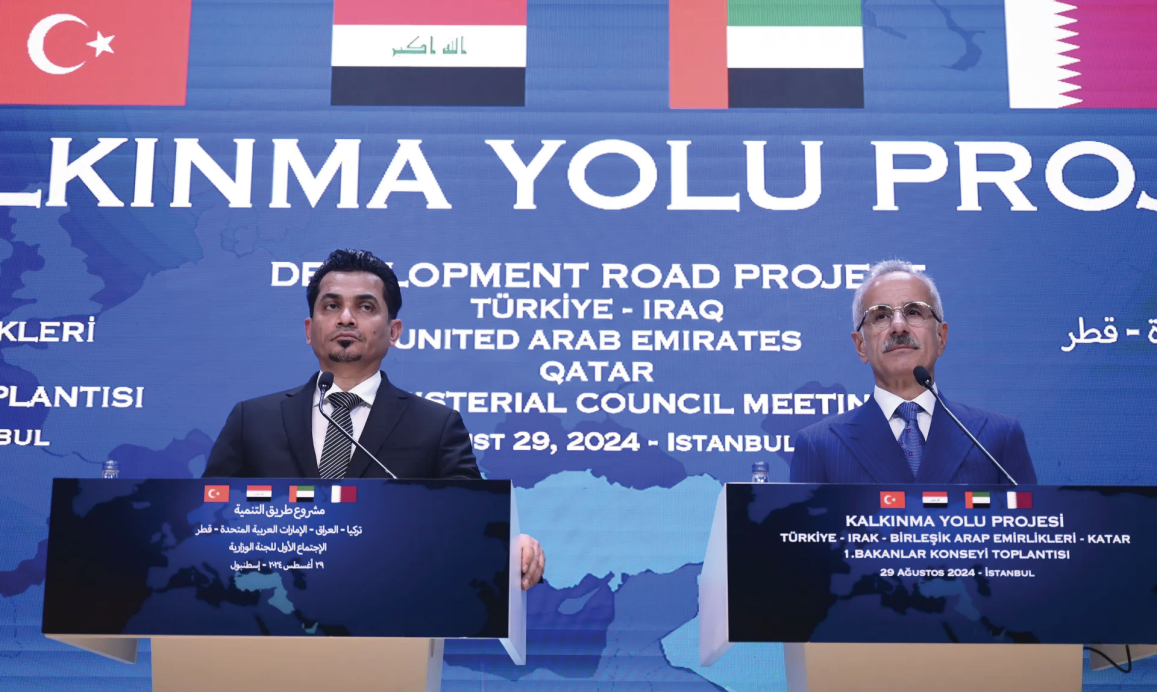 الله اكبر
KALKINMA YOLU PROJ
DEVELOPMENT ROAD PROJE
TÜRKİYE - IRAQ
UNITED ARAB EMIRATES
QATAR
KLERİ
قطر
PLANTISI
ISTERIAL COUNCIL MEETIN
BUL
ST 29, 2024 - ISTANBUL
مشروع طريق التنمية
تركيا - العراق - الإمارات العربية المتحدة - قطر
الإجتماع الأول للجنة الوزارية
٢٩ أغسطس ٢٠٢٤ - إسطنبول
KALKINMA YOLU PROJESİ
TÜRKİYE - IRAK - BİRLEŞİK ARAP EMİRLİKLERİ - KATAR
1.BAKANLAR KONSEYİ TOPLANTISI
29 AĞUSTOS 2024 - İSTANBUL